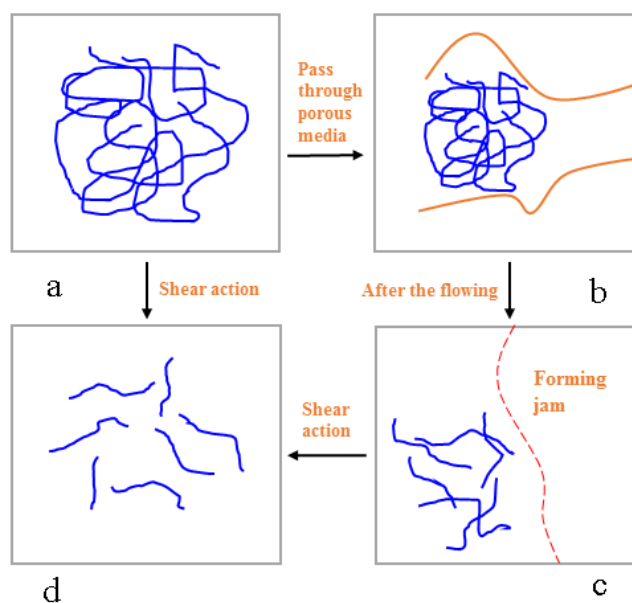 Pass
through
porous
media
a
Shear action
After the flowing
b
Shear
action
Forming
jam
d
c